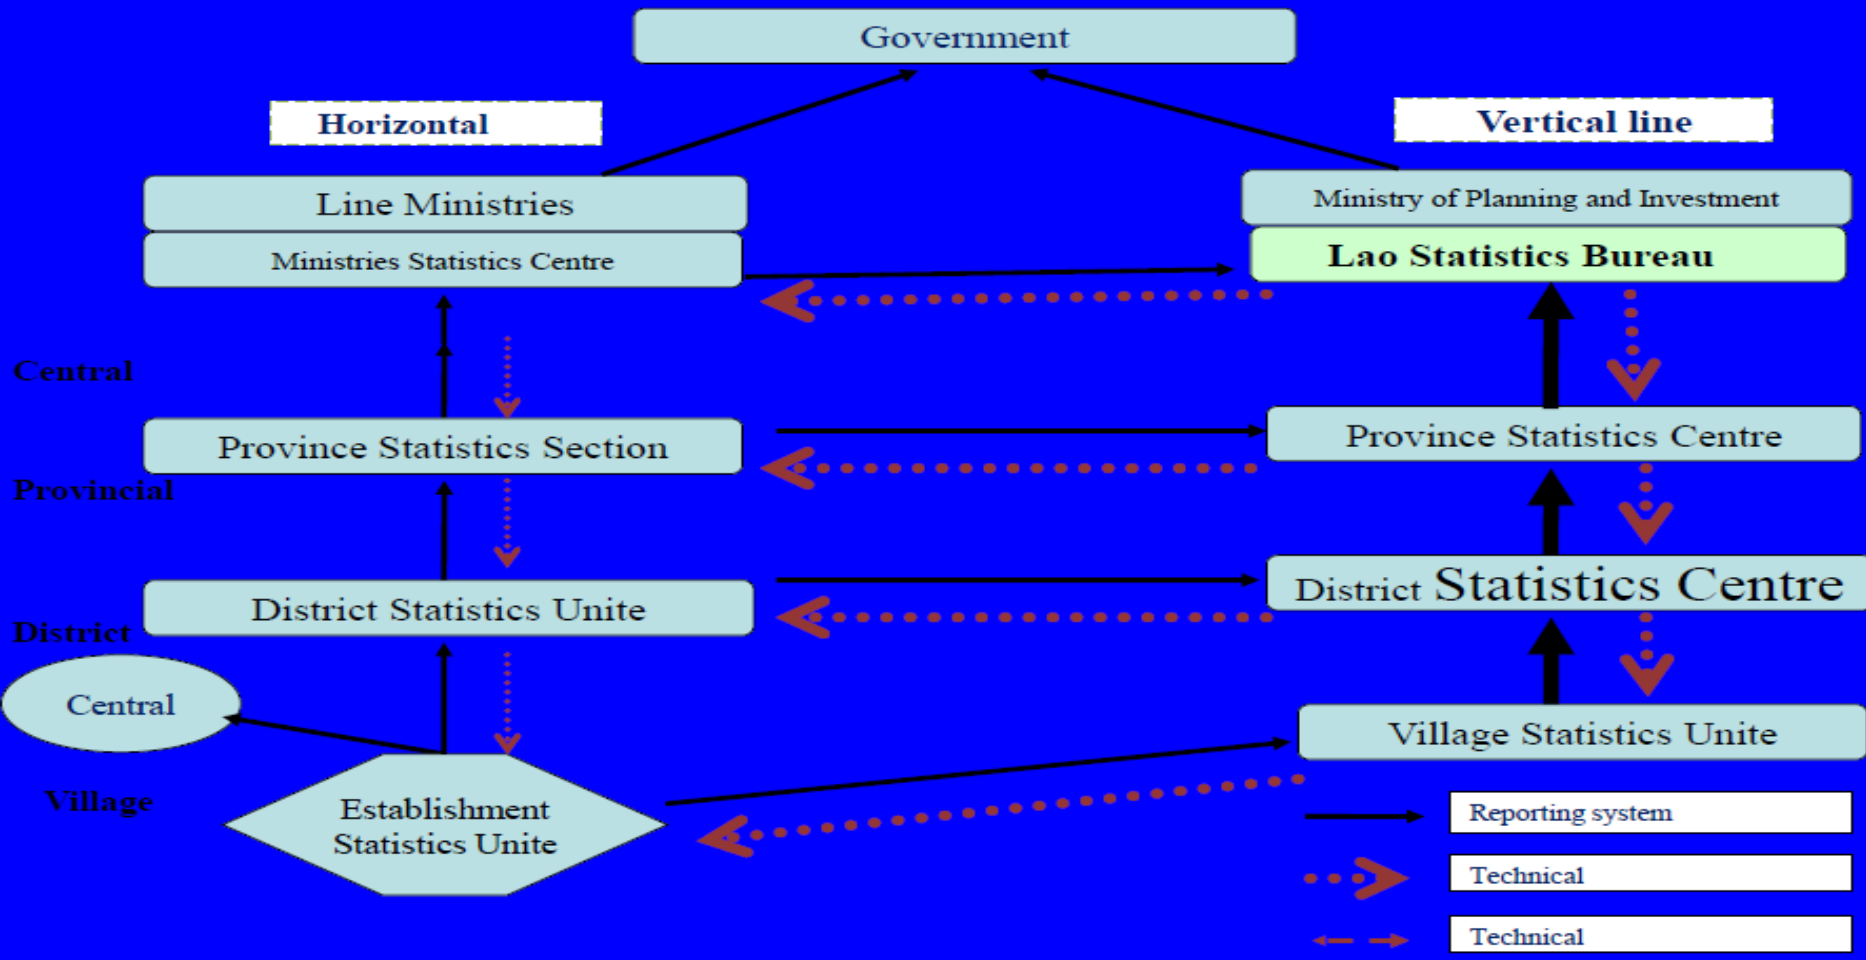 Government
Horizontal
Vertical line
Line Ministries
Ministry of Planning and Investment
Ministries Statistics Centre
Lao Statistics Bureau
Central
Province Statistics Section
Province Statistics Centre
Provincial
District Statistics Unite
District Statistics Centre
District
Central
Village Statistics Unite
Village
Establishment
Statistics Unite
Reporting system
Technical
Technical